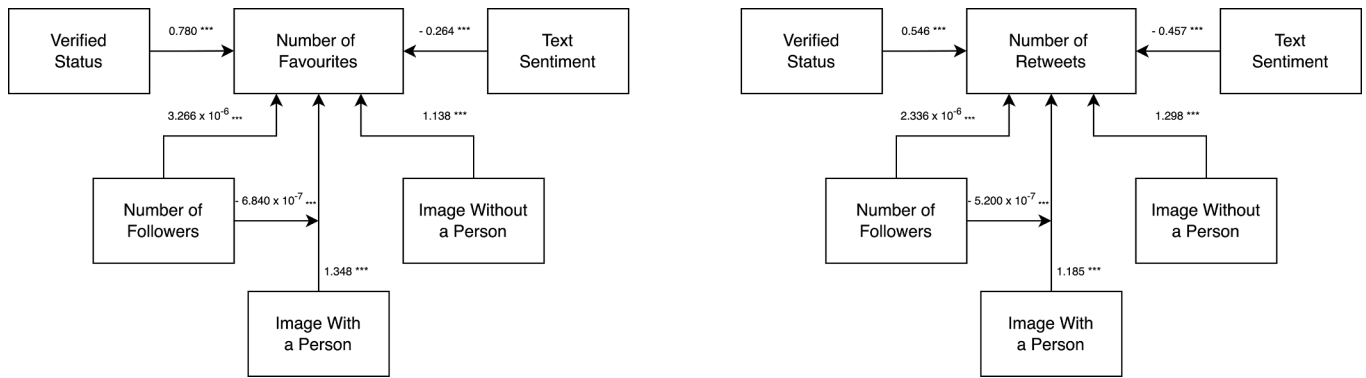 Verified
Status
0.780 ***
Number of
Favourites
- 0.264 ***
Text
Sentiment
3.266 x 10-6 ***
1.138 ***
Number of
Followers
- 6.840 x 10-7 ***
Image Without
a Person
1.348 ***
Image With
a Person
Verified
Status
0.546 ***
Number of
Retweets
- 0.457 ***
Text
Sentiment
2.336 x 10-6 ***
1.298 ***
Number of
Followers
- 5.200 x 10-7 ***
Image Without
a Person
1.185 ***
Image With
a Person